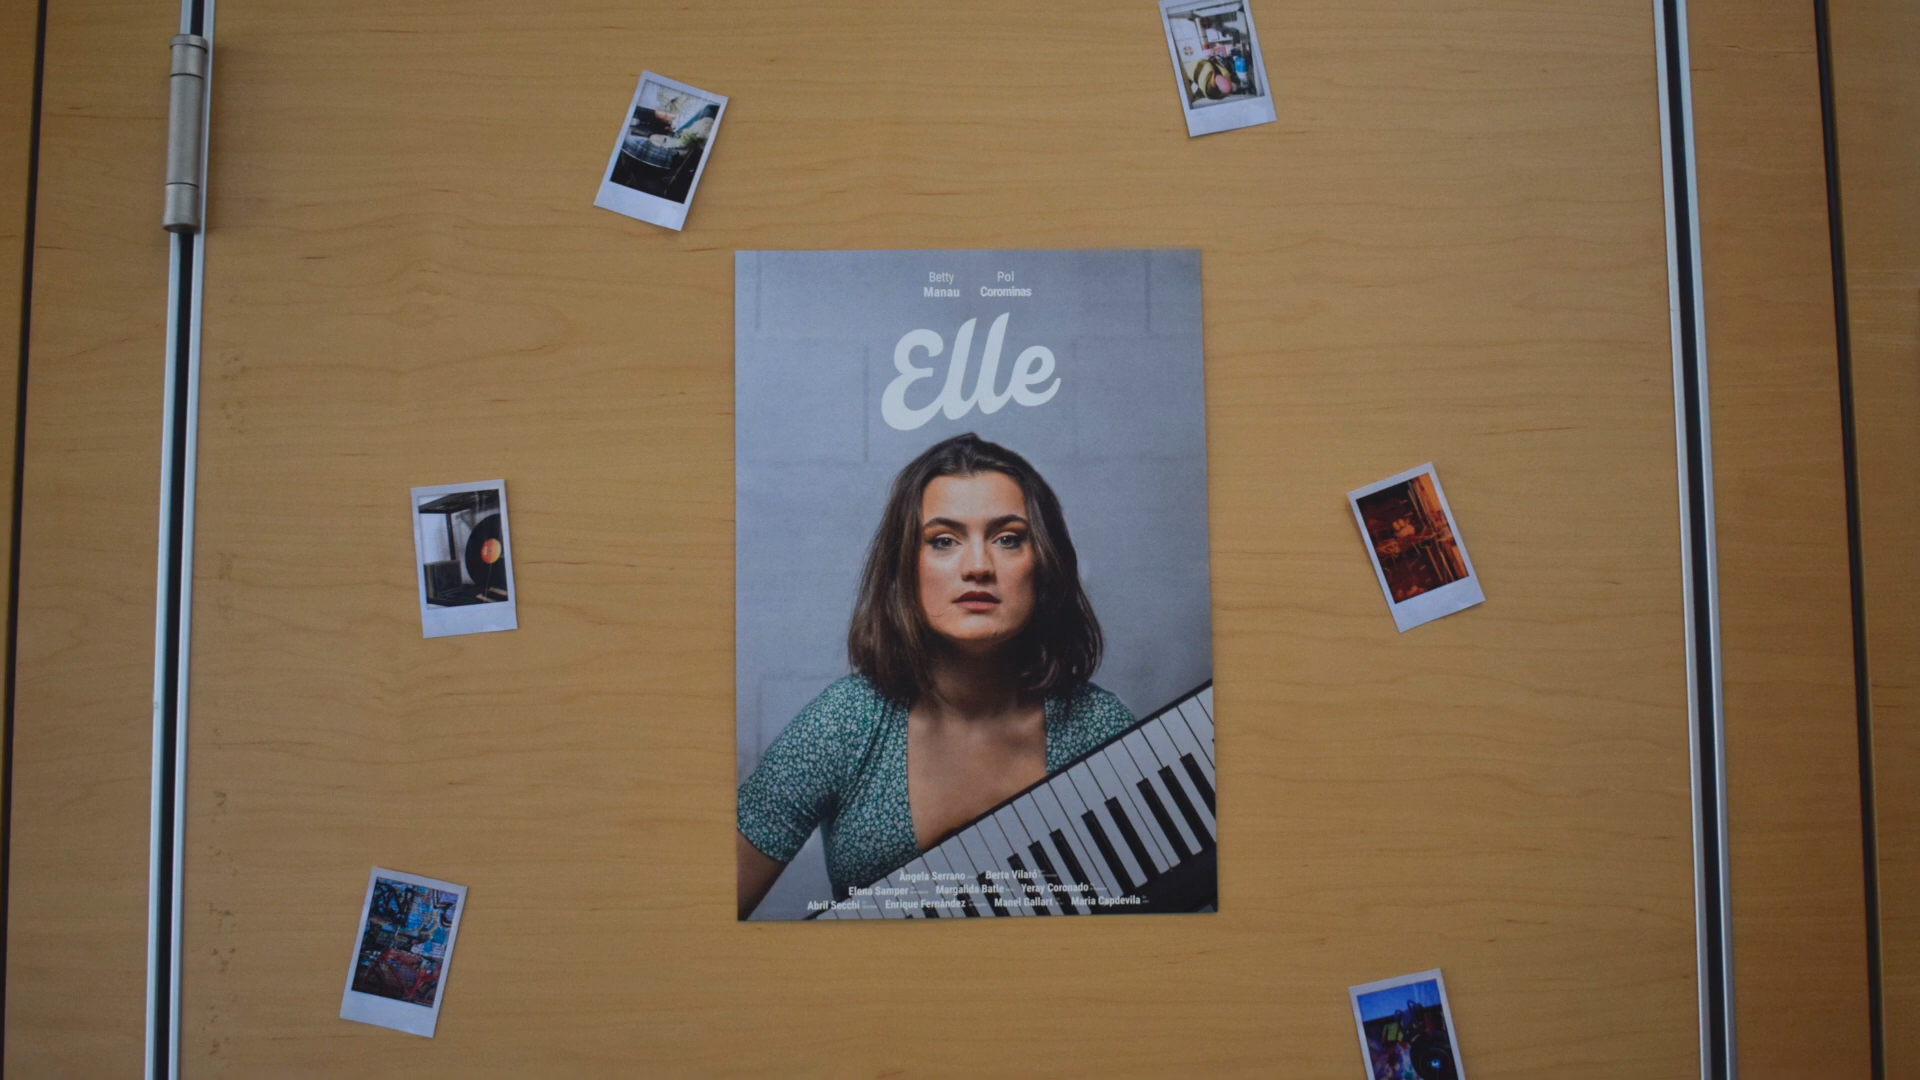 Betty Pol
Manau Corominas
Elle
Àngela Serrano Berta Vilaró
Elena Samper Margalida Batle Yeray Coronado
Abril Secchi Enrique Fernández Manel Gallart Maria Capdevila